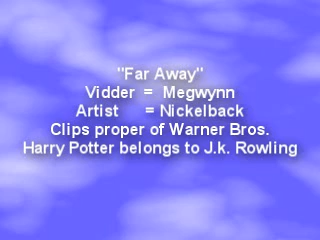 "Far Away"
Vidder = Megwynn
Artist = Nickelback
Clips proper of Warner Bros.
Harry Potter belongs to J.k. Rowling